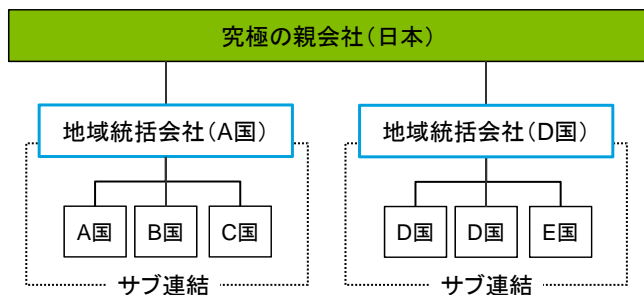 究極の親会社(日本)
地域統括会社(A国)
地域統括会社(D国)
A国
B国
C国
D国
D国
E国
サブ連結
サブ連結